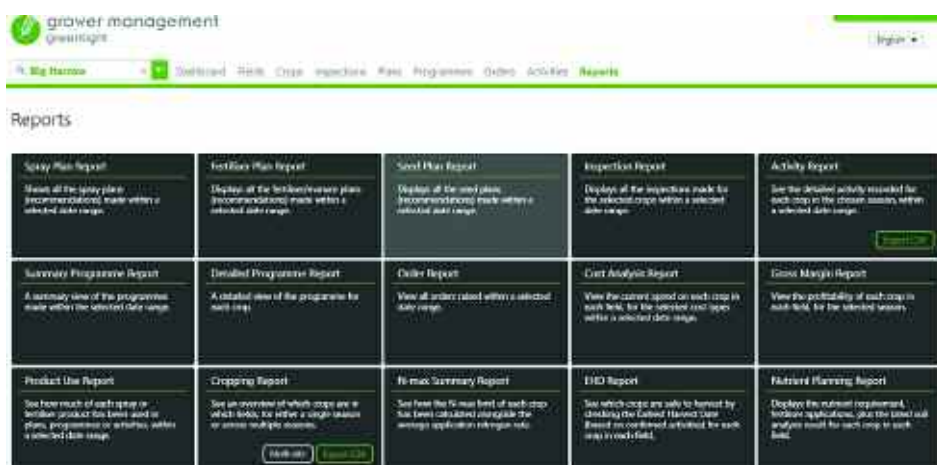 grower management
greenlight
English
Big Harrow
Dashboard Fields Crops Inspections Plans Programmes Orders Activities Reports
Reports
Spray Plan Report
Shows all the spray plans
(recommendations) made within a
selected date range.
Fertiliser Plan Report
Displays all the fertiliser/manure plans
(recommendations) made within a
selected date range.
Seed Plan Report
Displays all the seed plans
(recommendations) made within a
selected date range.
Inspection Report
Displays all the inspections made for
the selected crops within a selected
date range.
Activity Report
See the detailed activity recorded for
each crop in the chosen season, within
a selected date range.
Export CSV
Summary Programme Report
A summary view of the programmes
made within the selected date range.
Detailed Programme Report
A detailed view of the programme for
each crop.
Order Report
View all orders raised within a selected
date range.
Cost Analysis Report
View the current spend on each crop in
each field, for the selected cost types
within a selected date range.
Gross Margin Report
View the profitability of each crop in
each field, for the selected season.
Product Use Report
See how much of each spray or
fertiliser product has been used in
plans, programmes or activities, within
a selected date range.
Cropping Report
See an overview of which crops are in
which fields, for either a single season
or across multiple seasons.
Export CSV
N-max Summary Report
See how the N-max limit of each crop
has been calculated alongside the
average application nitrogen rate.
EHD Report
See which crops are safe to harvest by
checking the Earliest Harvest Date
(based on confirmed activities) for each
crop in each field.
Nutrient Planning Report
Displays the nutrient requirement,
fertiliser applications, plus the latest soil
analysis result for each crop in each
field.